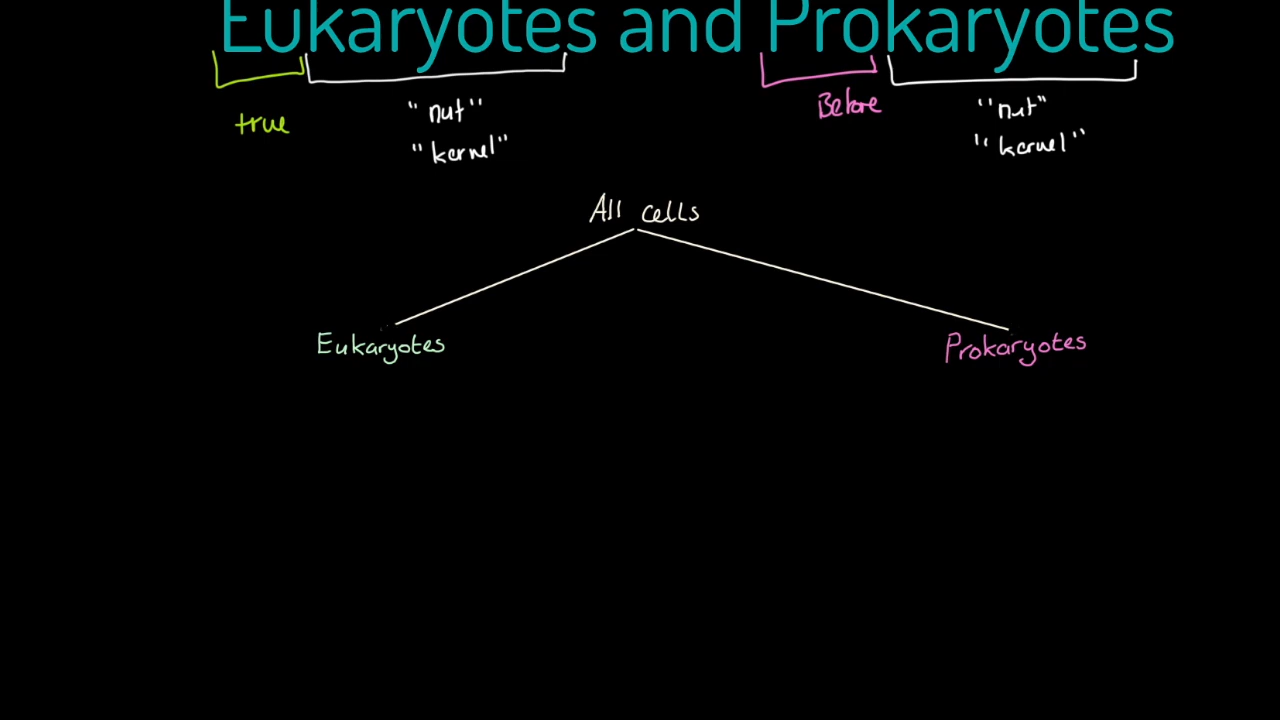 Eukaryotes and Prokaryotes
true "nut" Before "nut"
"kernel" "kernel"
All cells
Eukaryotes Prokaryotes